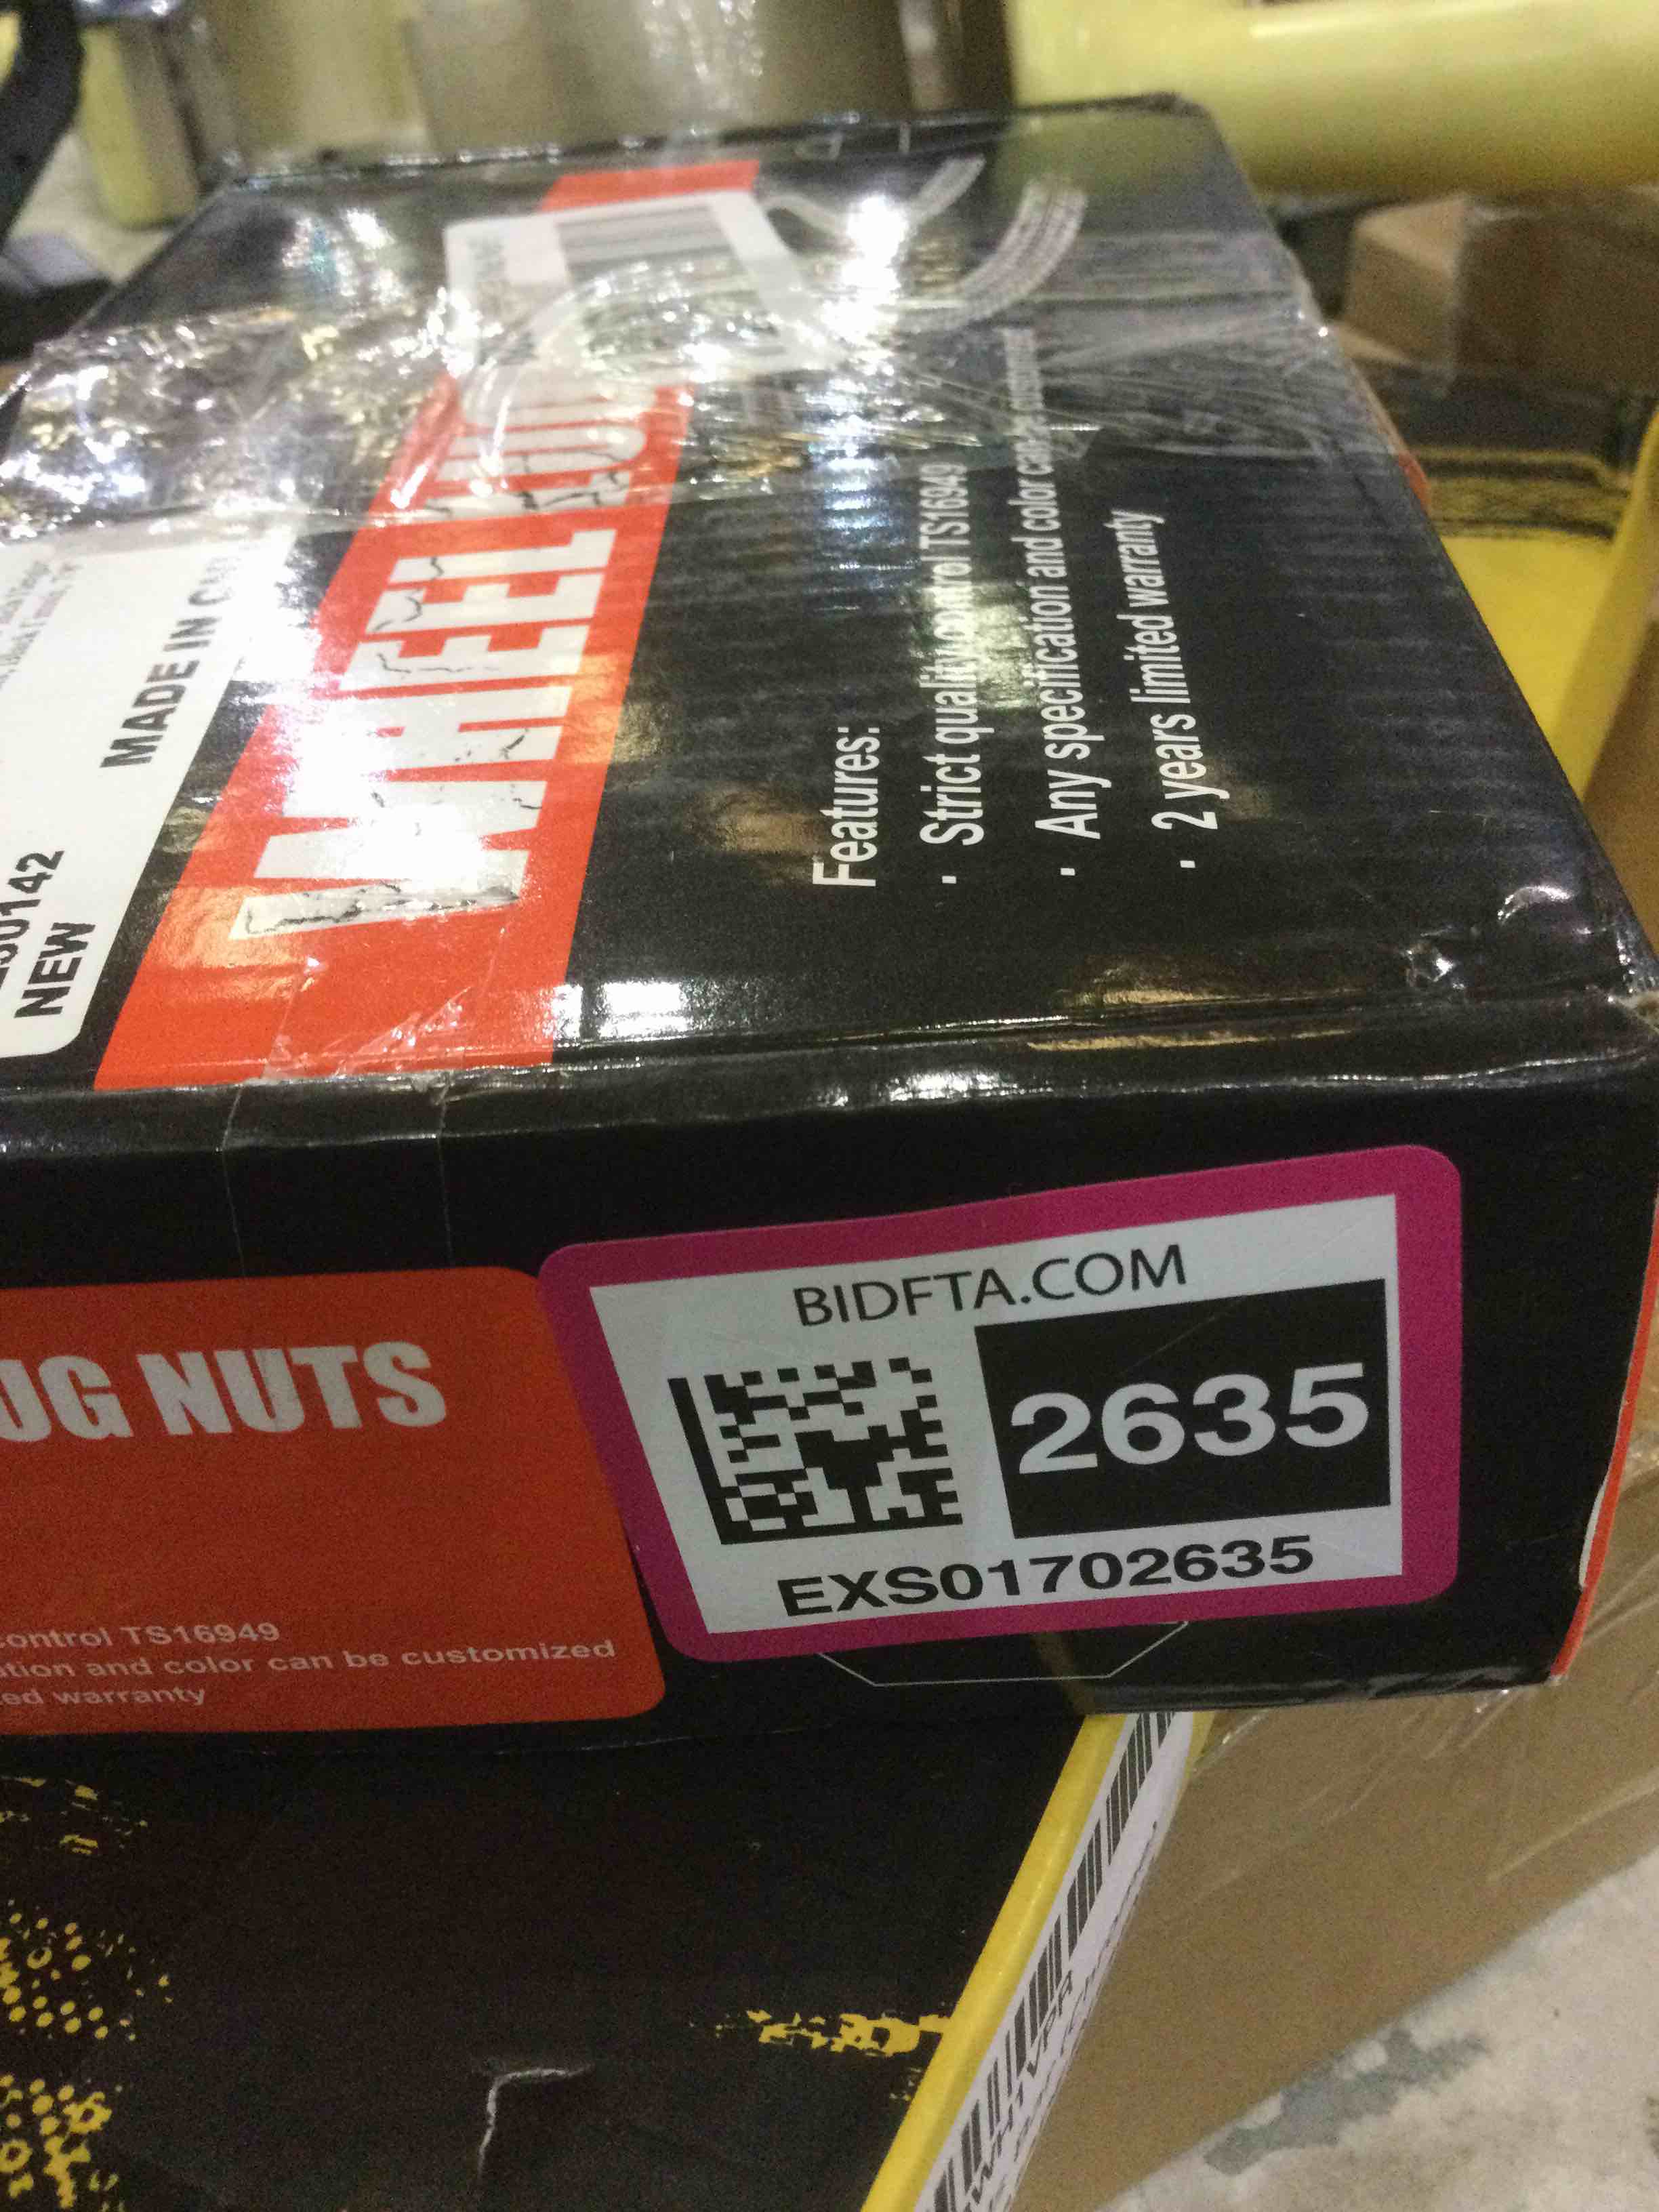 MADE IN
NEW
WHEEL
Features:
· Strict quality control TS16949
· Any specification and color can be customized
· 2 years limited warranty
BIDFTA.COM
2635
EXS01702635
UG NUTS
control TS16949
tion and color can be customized
ed warranty